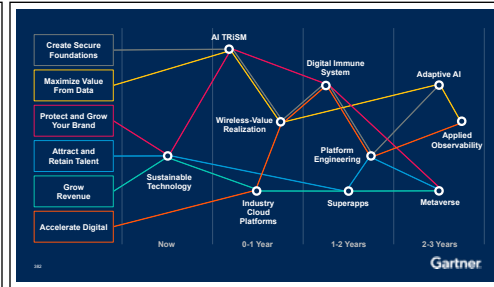 Create Secure
Foundations
Maximize Value
From Data
Protect and Grow
Your Brand
Attract and
Retain Talent
Grow
Revenue
Accelerate Digital
AI TRiSM
Digital Immune
System
Adaptive AI
Wireless-Value
Realization
Applied
Observability
Platform
Engineering
Sustainable
Technology
Industry
Cloud
Platforms
Superapps
Metaverse
Now
0-1 Year
1-2 Years
2-3 Years
Gartner